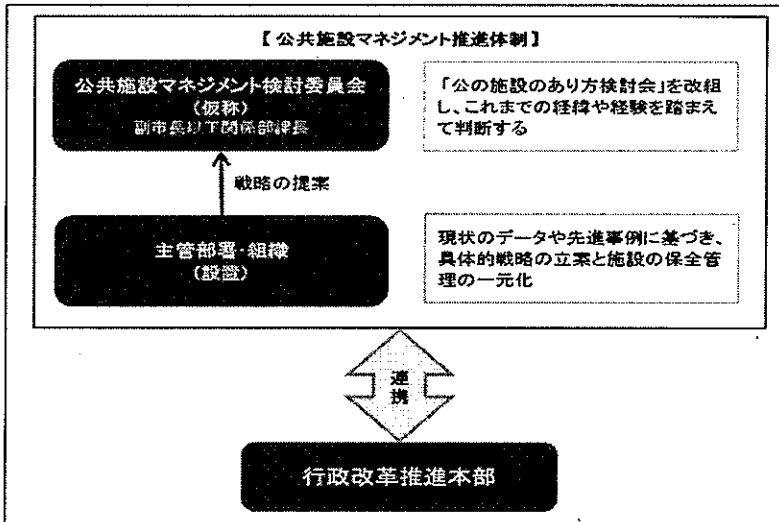 【 公共施設マネジメント推進体制】
公共施設マネジメント検討委員会
(仮称)
副市長以下関係部課長
「公の施設のあり方検討会」を改組
し、これまでの経緯や経験を踏まえ
て判断する
戦略の提案
主管部署・組織
(設置)
現状のデータや先進事例に基づき、
具体的戦略の立案と施設の保全管
理の一元化
連
携
行政改革推進本部